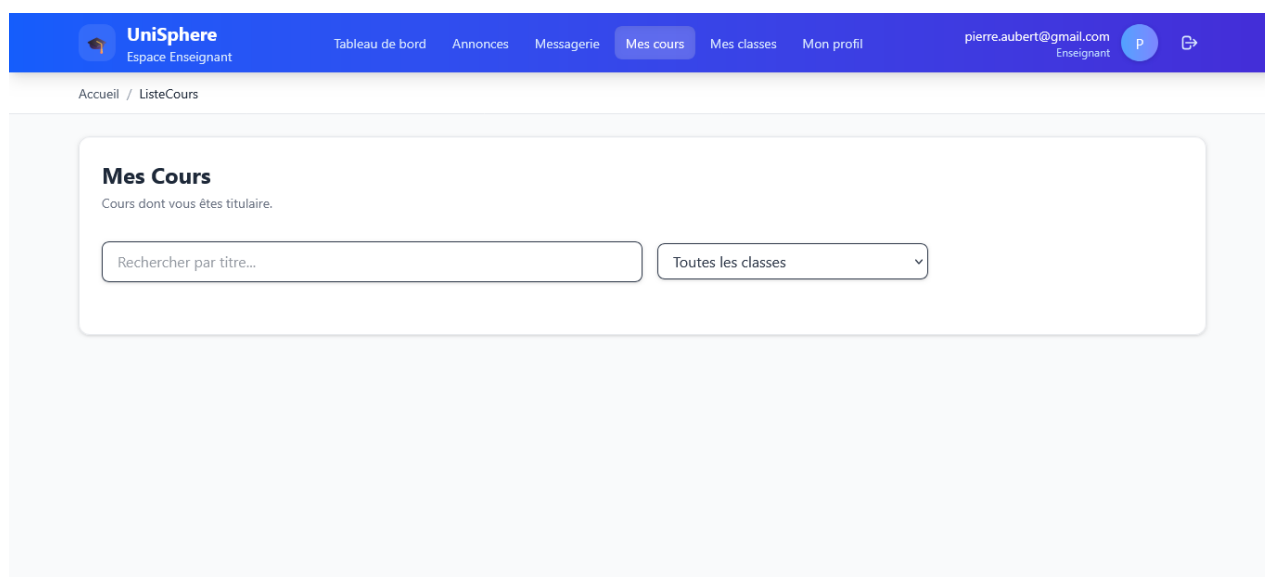 UniSphere
Espace Enseignant
Tableau de bord
Annonces
Messagerie
Mes cours
Mes classes
Mon profil
pierre.aubert@gmail.com
Enseignant
P
Accueil / ListeCours
Mes Cours
Cours dont vous êtes titulaire.
Rechercher par titre...
Toutes les classes